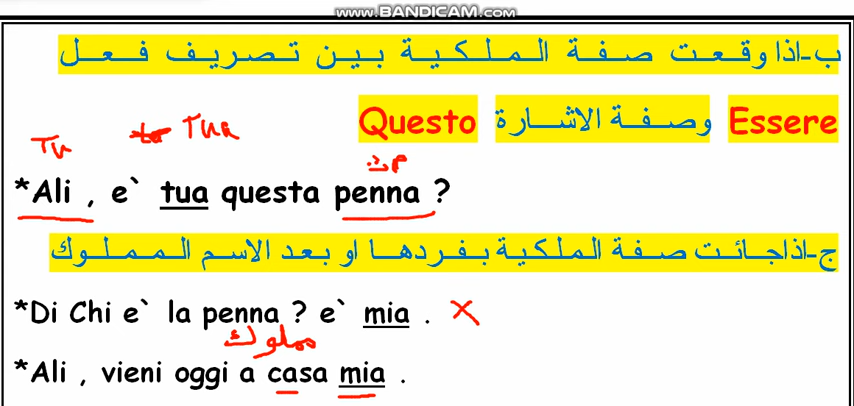 www.BANDICAM.com
ب-اذا وقعت صفة الملكية بين تصريف فعل
Essere وصفة الاشارة Questo
Tu Tua
مؤنث
*Ali , e` tua questa penna ?
ج-اذاجائت صفة الملكية بفردها او بعد الاسم المملوك
*Di Chi e` la penna ? e` mia . X
مملوك
*Ali , vieni oggi a casa mia .